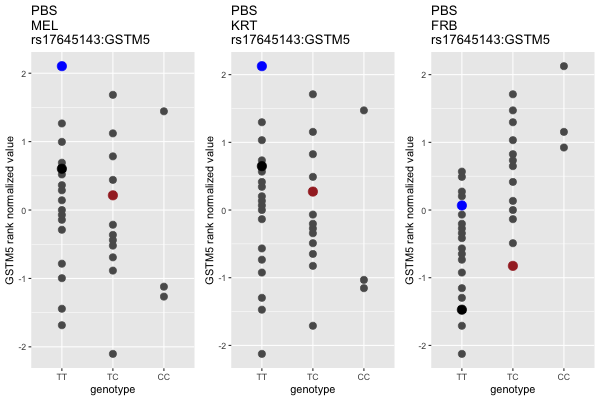 PBS
MEL
rs17645143:GSTM5
GSTM5 rank normalized value
2
1
0
-1
-2
TT TC CC
genotype
PBS
KRT
rs17645143:GSTM5
GSTM5 rank normalized value
2
1
0
-1
-2
TT TC CC
genotype
PBS
FRB
rs17645143:GSTM5
GSTM5 rank normalized value
2
1
0
-1
-2
TT TC CC
genotype